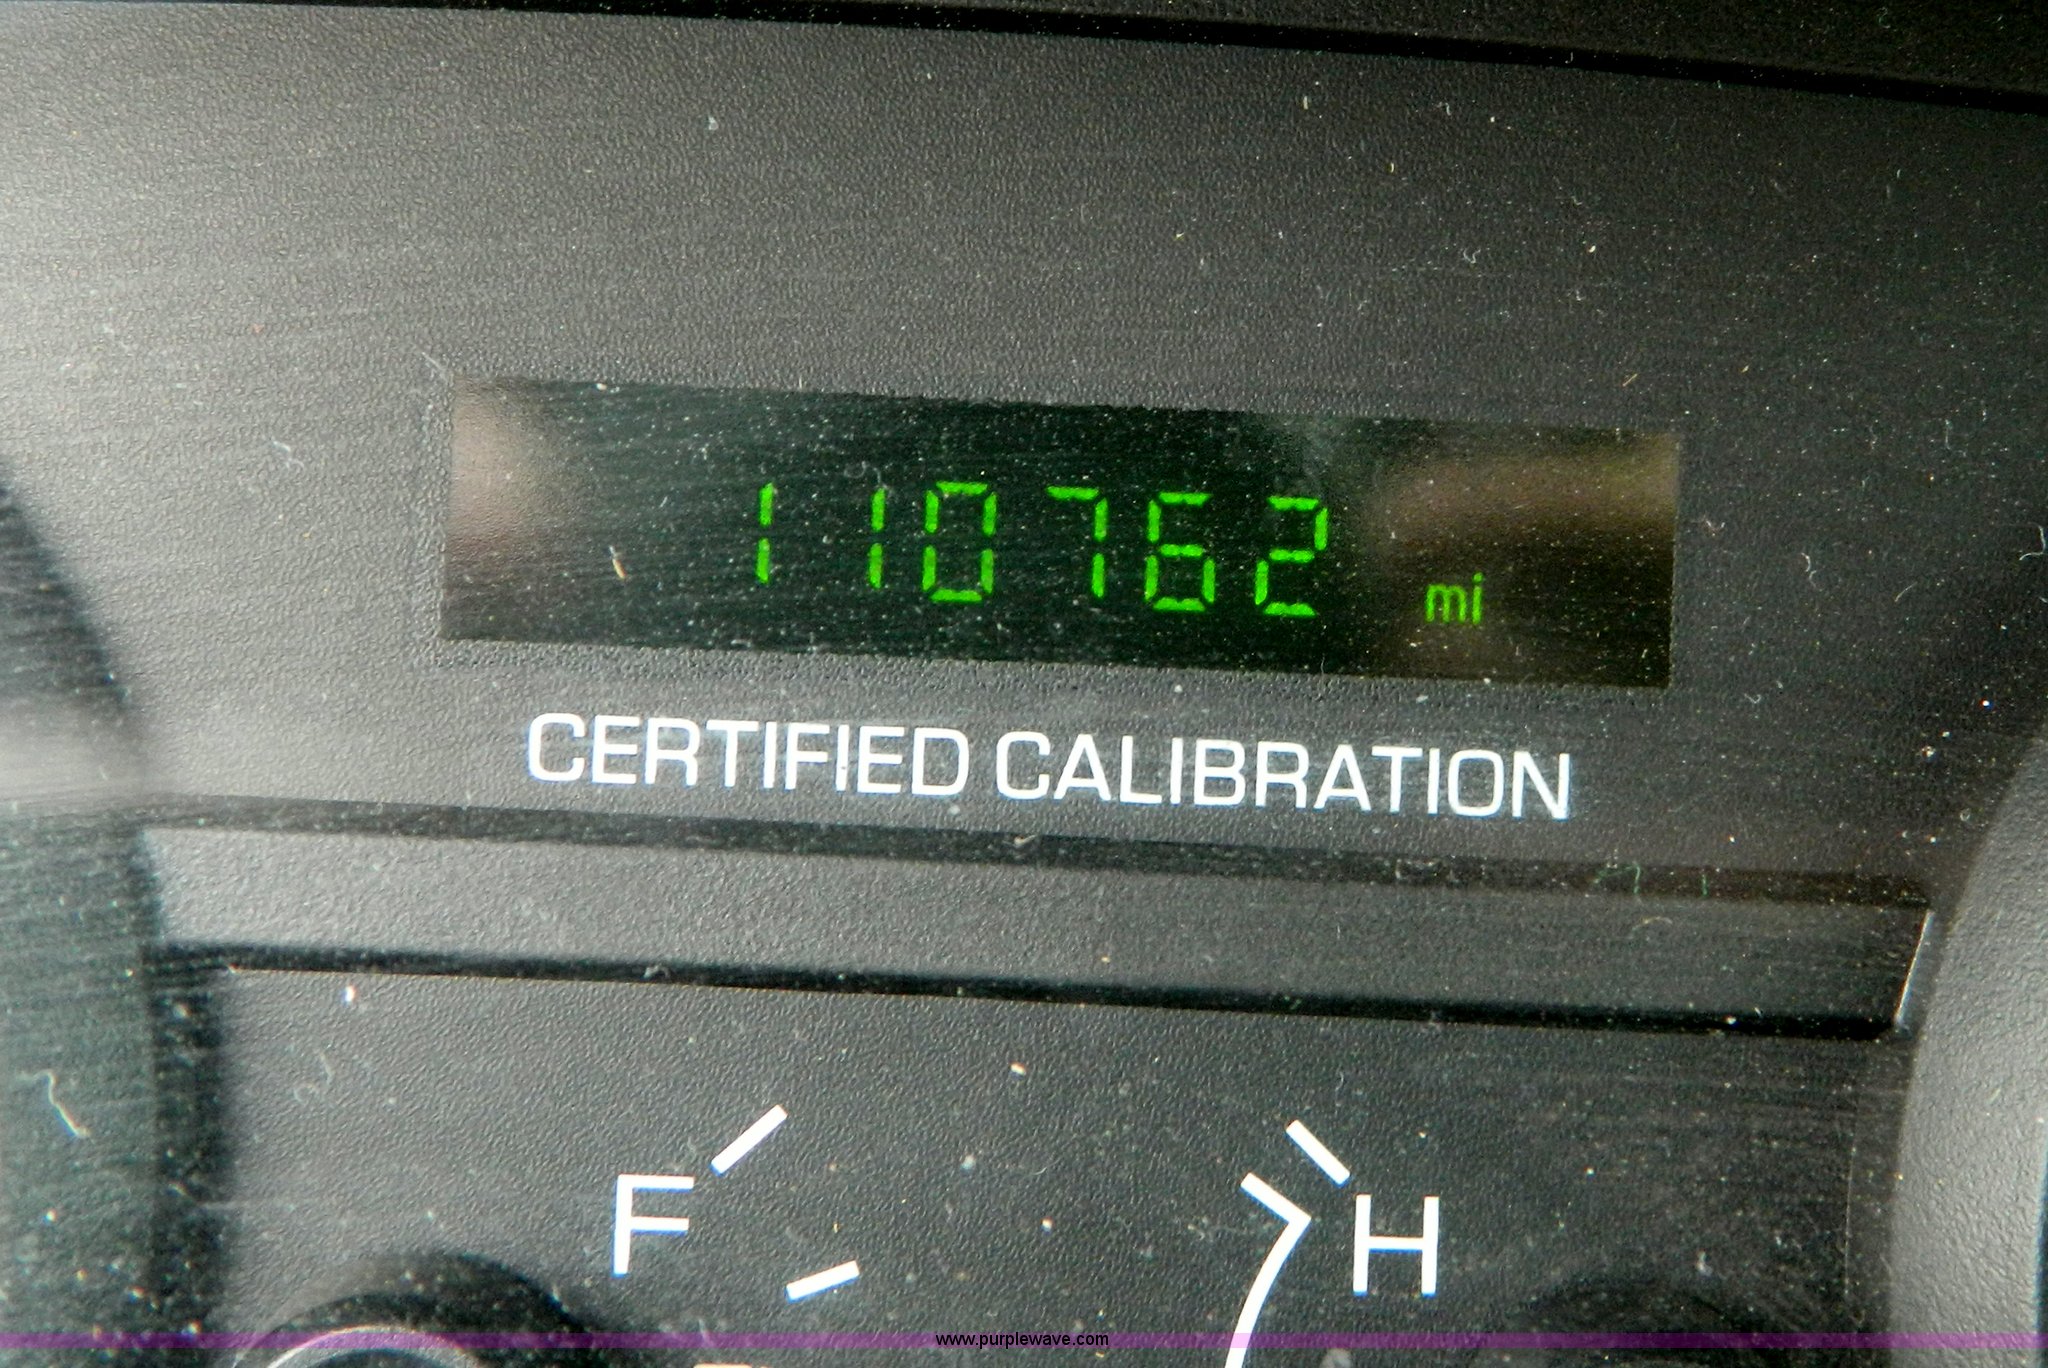 110762 mi
CERTIFIED CALIBRATION
F H
www.purplewave.com